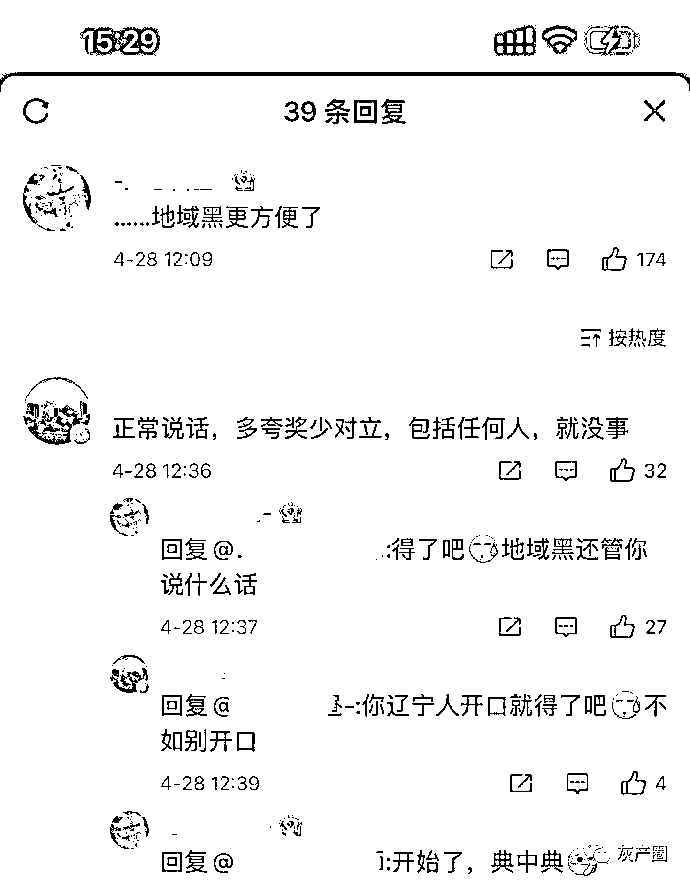 15:29
39 条回复
……地域黑更方便了
4-28 12:09
174
按热度
正常说话，多夸奖少对立，包括任何人，就没事
4-28 12:36
32
回复 @
:得了吧 地域黑还管你
说什么话
4-28 12:37
27
回复 @
-:你辽宁人开口就得了吧 不
如别开口
4-28 12:39
4
回复 @
:开始了，典中典
灰产圈